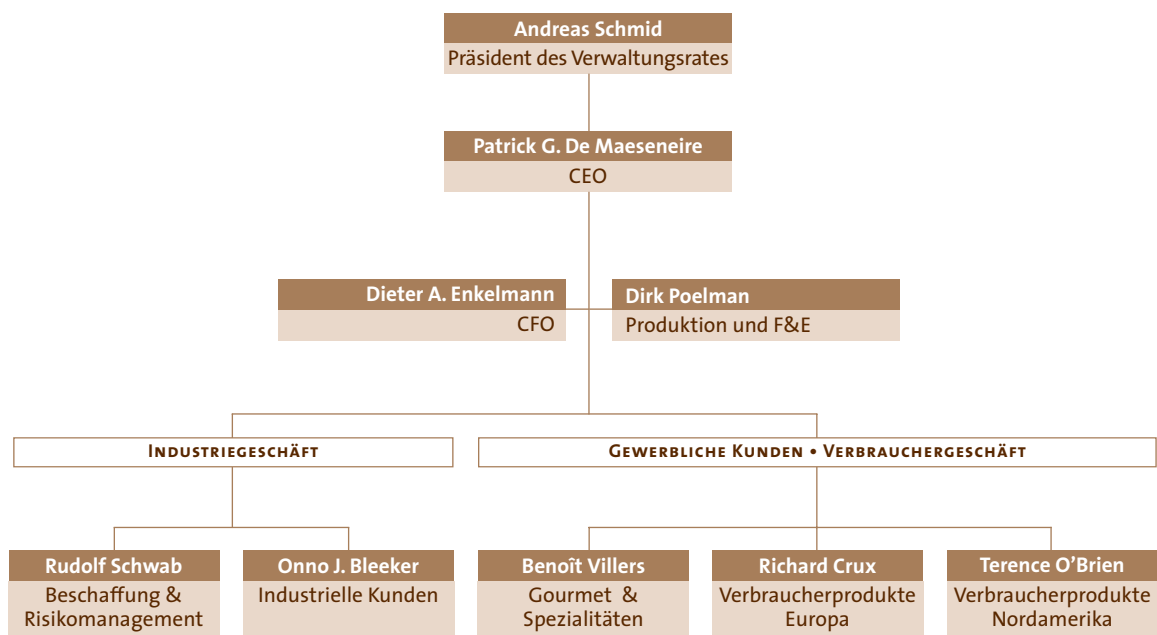 Andreas Schmid
Präsident des Verwaltungsrates
Patrick G. De Maeseneire
CEO
Dieter A. Enkelmann
CFO
Dirk Poelman
Produktion und F&E
INDUSTRIEGESCHÄFT
GEWERBLICHE KUNDEN • VERBRAUCHERGESCHÄFT
Rudolf Schwab
Beschaffung &
Risikomanagement
Onno J. Bleeker
Industrielle Kunden
Benoît Villers
Gourmet &
Spezialitäten
Richard Crux
Verbraucherprodukte
Europa
Terence O’Brien
Verbraucherprodukte
Nordamerika